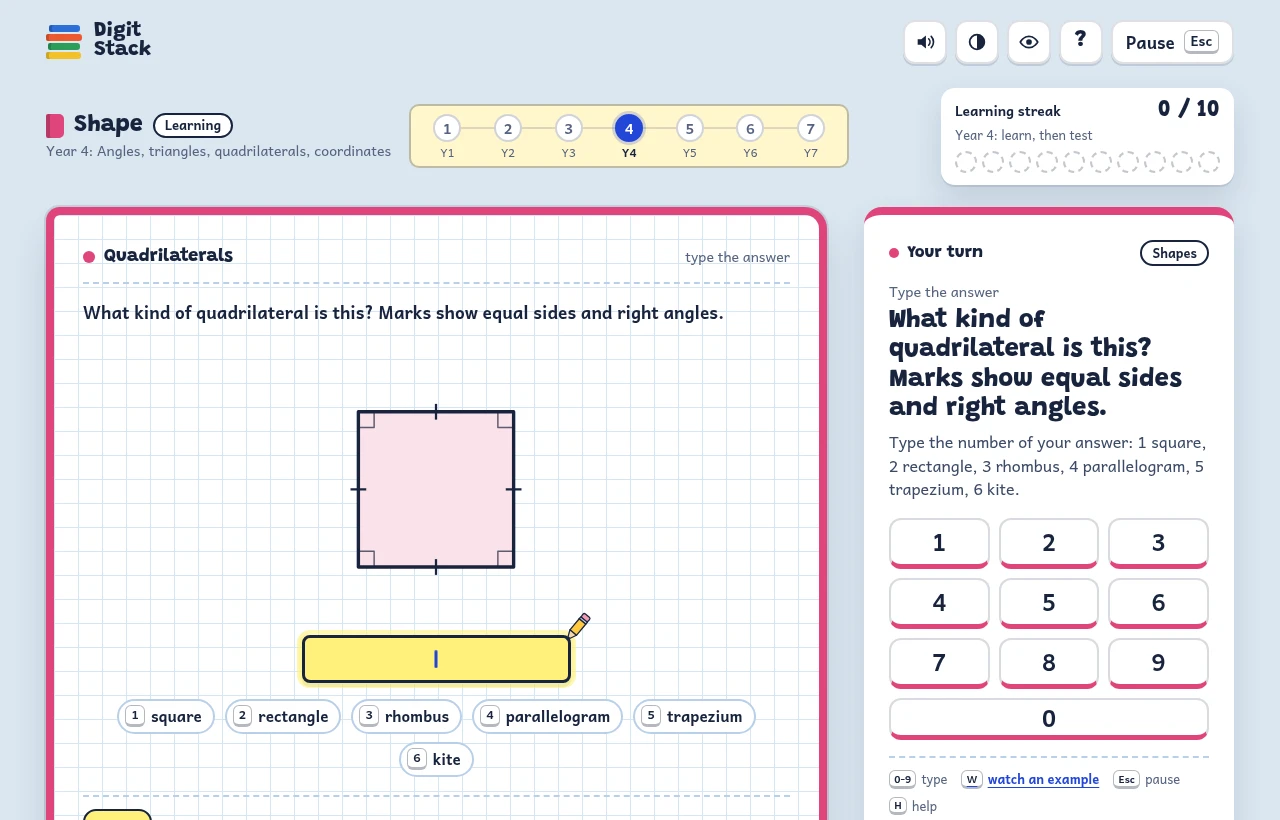 Digit
Stack
?
Pause Esc
Shape Learning
Year 4: Angles, triangles, quadrilaterals, coordinates
1 2 3 4 5 6 7
Y1 Y2 Y3 Y4 Y5 Y6 Y7
Learning streak 0 / 10
Year 4: learn, then test
Quadrilaterals type the answer
What kind of quadrilateral is this? Marks show equal sides and right angles.
1 square 2 rectangle 3 rhombus 4 parallelogram 5 trapezium
6 kite
Your turn Shapes
Type the answer
What kind of
quadrilateral is this?
Marks show equal sides
and right angles.
Type the number of your answer: 1 square,
2 rectangle, 3 rhombus, 4 parallelogram, 5
trapezium, 6 kite.
1 2 3
4 5 6
7 8 9
0
0-9 type W watch an example Esc pause
H help